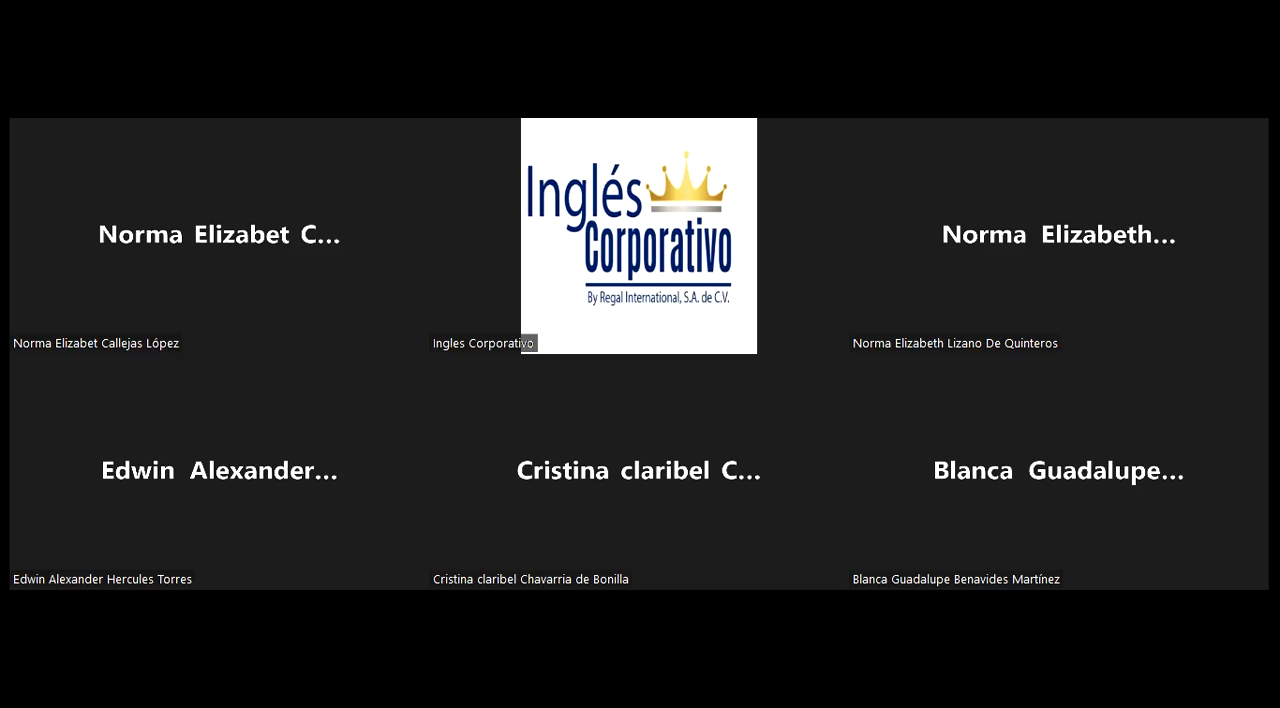 Norma Elizabet C...
Norma Elizabet Callejas López
Inglés
Corporativo
By Regal International, S.A. de C.V.
Ingles Corporativo
Norma Elizabeth...
Norma Elizabeth Lizano De Quinteros
Edwin Alexander...
Edwin Alexander Hercules Torres
Cristina claribel C...
Cristina claribel Chavarria de Bonilla
Blanca Guadalupe...
Blanca Guadalupe Benavides Martínez